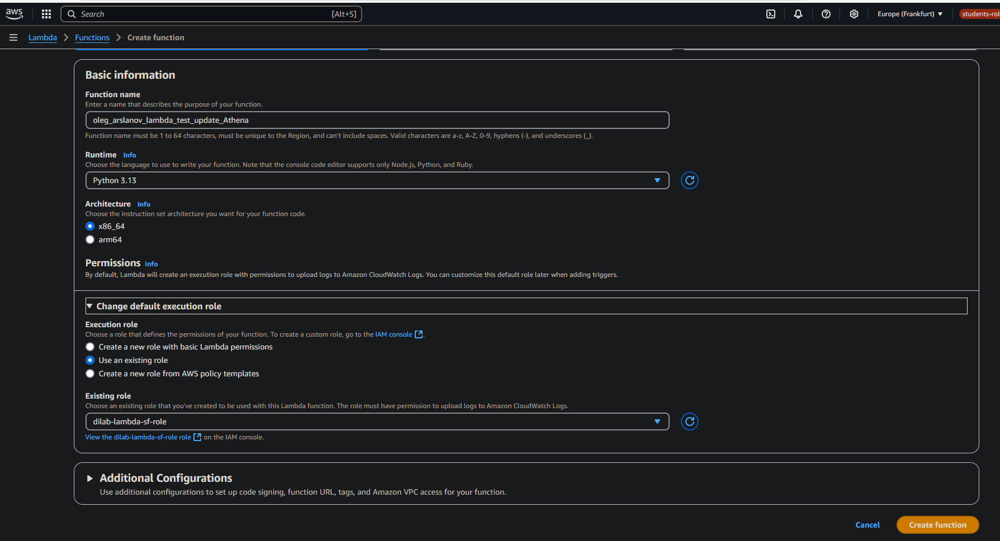 aws
Search
[Alt+S]
Europe (Frankfurt)
students-rol
Lambda
Functions
Create function
Basic information
Function name
Enter a name that describes the purpose of your function.
oleg_arslanov_lambda_test_update_Athena
Function name must be 1 to 64 characters, must be unique to the Region, and can't include spaces. Valid characters are a-z, A-Z, 0-9, hyphens (-), and underscores (_).
Runtime Info
Choose the language to use to write your function. Note that the console code editor supports only Node.js, Python, and Ruby.
Python 3.13
Architecture Info
Choose the instruction set architecture you want for your function code.
x86_64
arm64
Permissions Info
By default, Lambda will create an execution role with permissions to upload logs to Amazon CloudWatch Logs. You can customize this default role later when adding triggers.
Change default execution role
Execution role
Choose a role that defines the permissions of your function. To create a custom role, go to the IAM console.
Create a new role with basic Lambda permissions
Use an existing role
Create a new role from AWS policy templates
Existing role
Choose an existing role that you've created to be used with this Lambda function. The role must have permission to upload logs to Amazon CloudWatch Logs.
dilab-lambda-sf-role
View the dilab-lambda-sf-role role on the IAM console.
Additional Configurations
Use additional configurations to set up code signing, function URL, tags, and Amazon VPC access for your function.
Cancel
Create function